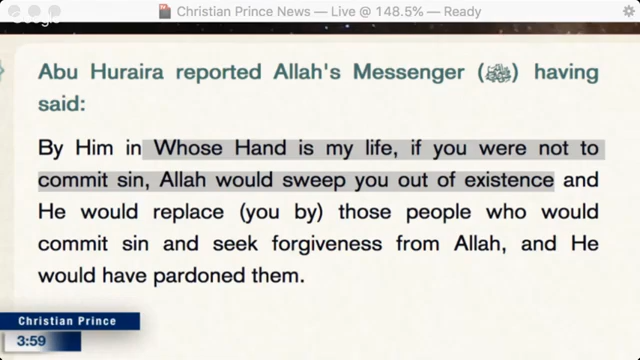 Christian Prince News — Live @ 148.5% — Ready
Abu Huraira reported Allah's Messenger (ﷺ) having
said:
By Him in Whose Hand is my life, if you were not to
commit sin, Allah would sweep you out of existence and
He would replace (you by) those people who would
commit sin and seek forgiveness from Allah, and He
would have pardoned them.
Christian Prince
3:59